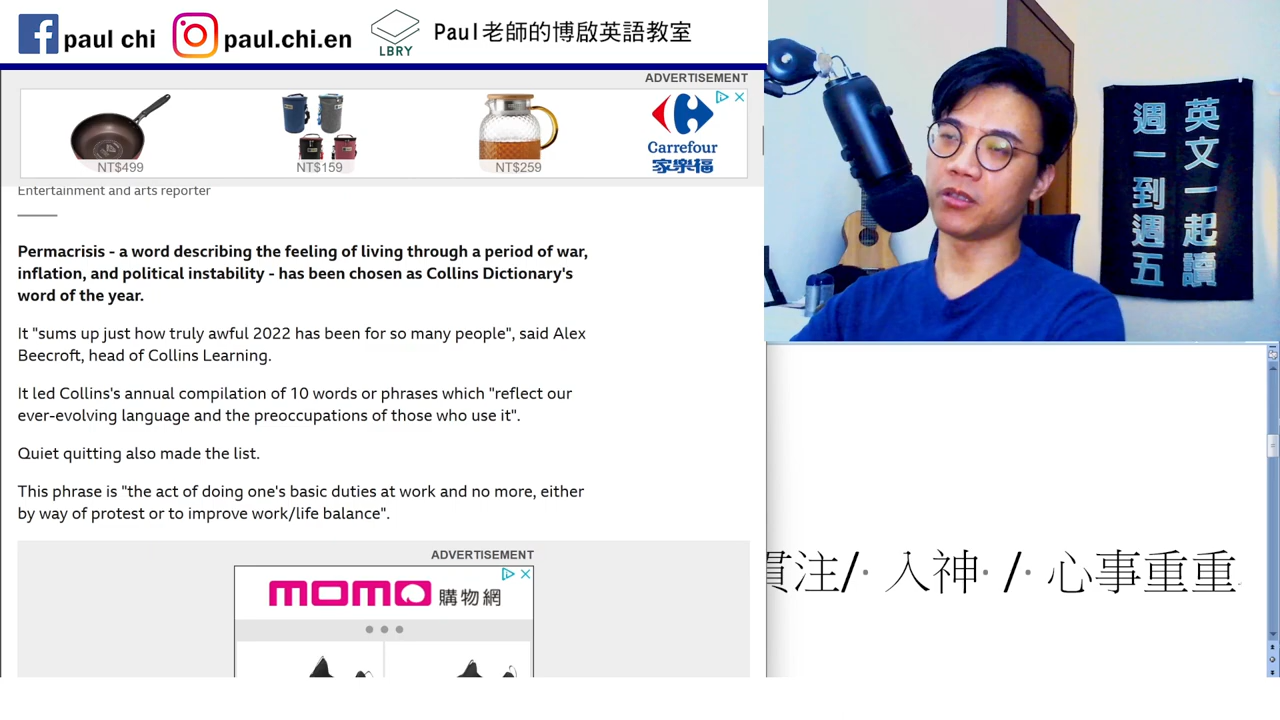 paul chi
paul.chi.en
LBRY
Paul老師的博啟英語教室
ADVERTISEMENT
NT$499
NT$159
NT$259
Carrefour
家樂福
Entertainment and arts reporter
Permacrisis - a word describing the feeling of living through a period of war,
inflation, and political instability - has been chosen as Collins Dictionary's
word of the year.
It "sums up just how truly awful 2022 has been for so many people", said Alex
Beecroft, head of Collins Learning.
It led Collins's annual compilation of 10 words or phrases which "reflect our
ever-evolving language and the preoccupations of those who use it".
Quiet quitting also made the list.
This phrase is "the act of doing one's basic duties at work and no more, either
by way of protest or to improve work/life balance".
ADVERTISEMENT
momo購物網
英文一起讀
週一到週五
貫注/· 入神· /· 心事重重